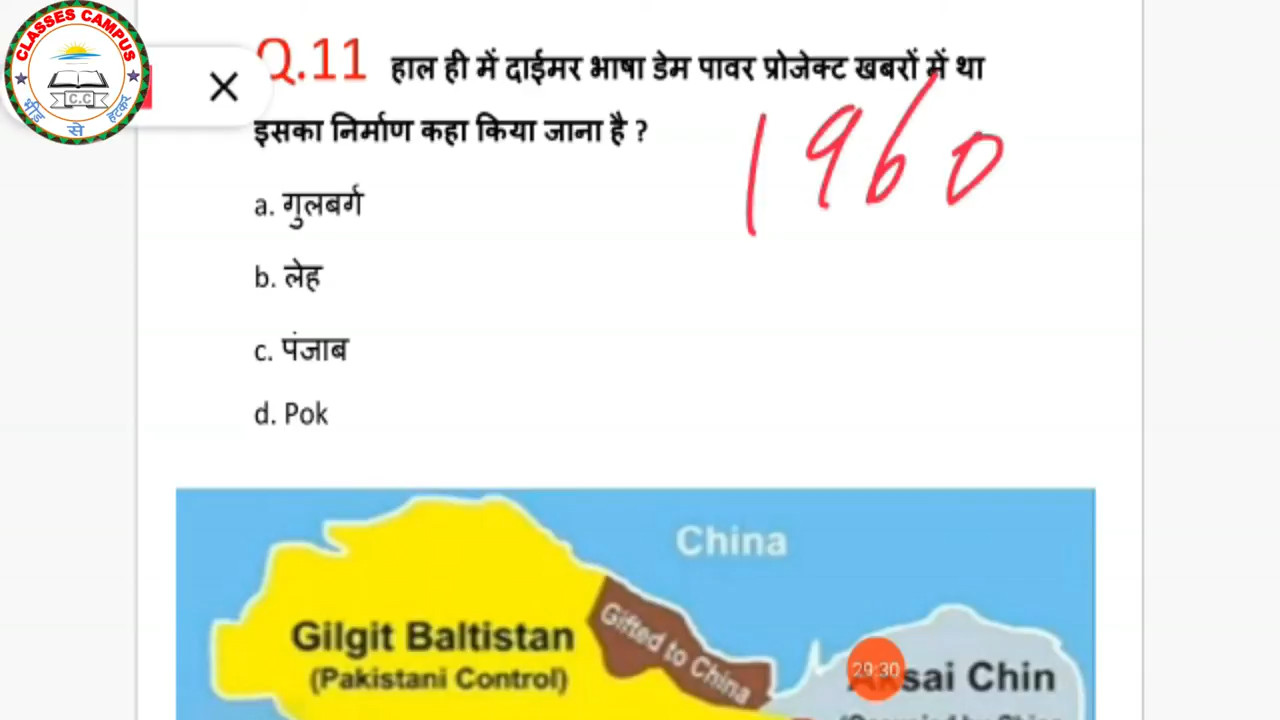 CLASSES CAMPUS
C.C
भीड़ से हटकर
Q.11 हाल ही में दाईमर भाषा डेम पावर प्रोजेक्ट खबरों में था
इसका निर्माण कहा किया जाना है ?
1960
a. गुलबर्ग
b. लेह
c. पंजाब
d. Pok
China
Gilgit Baltistan
(Pakistani Control)
Gifted to China
29:30
Aksai Chin